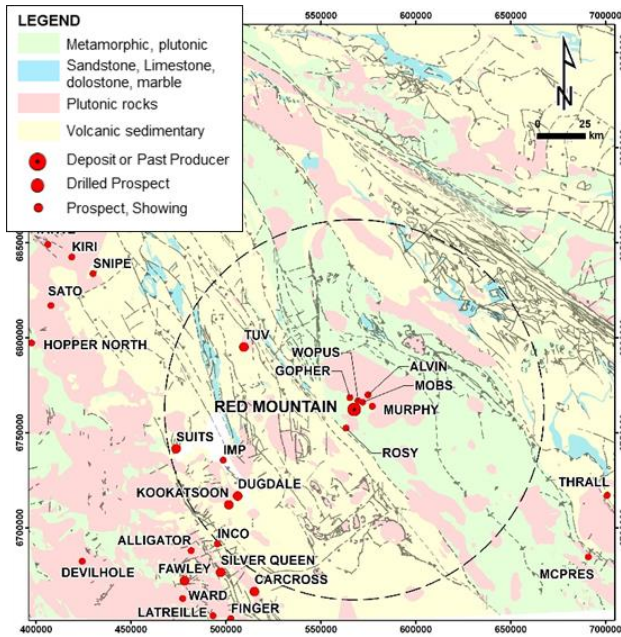 550000 600000 650000 700000
LEGEND
Metamorphic, plutonic
Sandstone, Limestone,
dolostone, marble
Plutonic rocks
Volcanic sedimentary
Deposit or Past Producer
Drilled Prospect
Prospect, Showing
N
0 25
km
KIRI
SNIPE
SATO
HOPPER NORTH
TUV
WOPUS
GOPHER
ALVIN
MOBS
RED MOUNTAIN
MURPHY
ROSY
SUITS
IMP
DUGDALE
KOOKATSOON
THRALL
INCO
ALLIGATOR
SILVER QUEEN
DEVILHOLE
FAWLEY
CARCROSS
MCPRES
WARD
LATREILLE
FINGER
6800000
6750000
6700000
400000 450000 500000 550000 600000 650000 700000